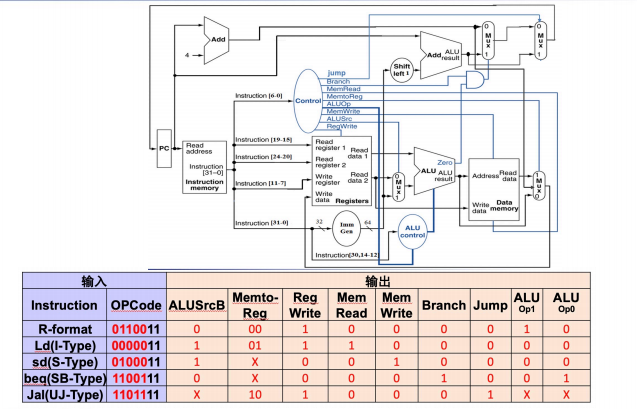 jump
Branch
MemRead
MemtoReg
ALUOp
MemWrite
ALUSrc
RegWrite
Control
Add
4
Add
ALU
result
Shift
left 1
0
M
u
x
1
0
M
u
x
1
PC
Read
address
Instruction
[31–0]
Instruction
memory
Instruction [6-0]
Instruction [19-15]
Instruction [24-20]
Instruction [11-7]
Instruction [31-0]
Instruction[30,14-12]
Read
register 1
Read
register 2
Write
register
Write
data
Registers
Read
data 1
Read
data 2
32
Imm
Gen
64
0
M
u
x
1
Zero
ALU
ALU
result
ALU
control
Address
Read
data
Write
data
Data
memory
1
M
u
x
0
输入 输出
Instruction OPCode ALUSrcB Memto-Reg Reg Write Mem Read Mem Write Branch Jump ALU Op1 ALU Op0
R-format 0110011 0 00 1 0 0 0 0 1 0
Ld(I-Type) 0000011 1 01 1 1 0 0 0 0 0
sd(S-Type) 0100011 1 X 0 0 1 0 0 0 0
beq(SB-Type) 1100111 0 X 0 0 0 1 0 0 1
Jal(UJ-Type) 1101111 X 10 1 0 0 0 1 X X